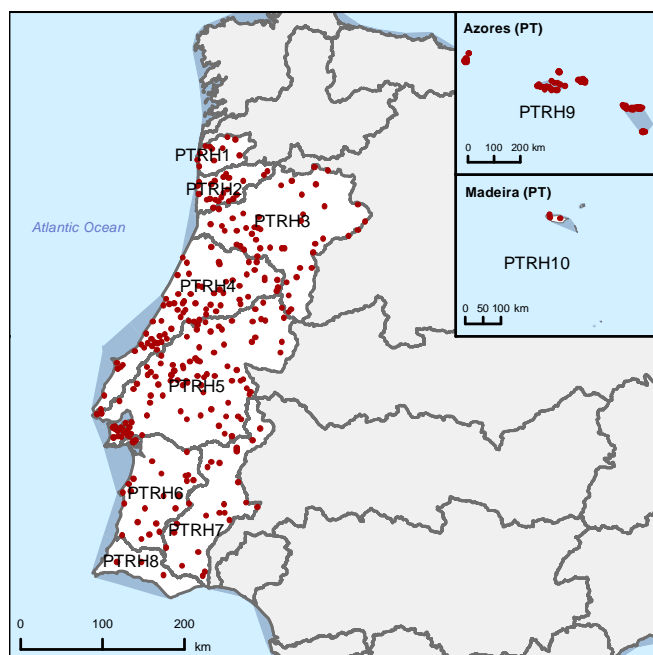 Azores (PT)
PTRH9
0 100 200 km
Madeira (PT)
PTRH10
0 50 100 km
PTRH1
PTRH2
PTRH3
Atlantic Ocean
PTRH4
PTRH5
PTRH6
PTRH7
PTRH8
0 100 200
km